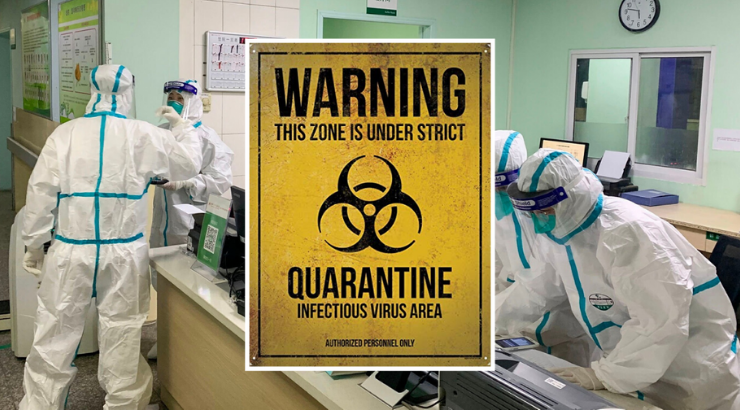 WARNING
THIS ZONE IS UNDER STRICT
QUARANTINE
INFECTIOUS VIRUS AREA
AUTHORIZED PERSONNEL ONLY